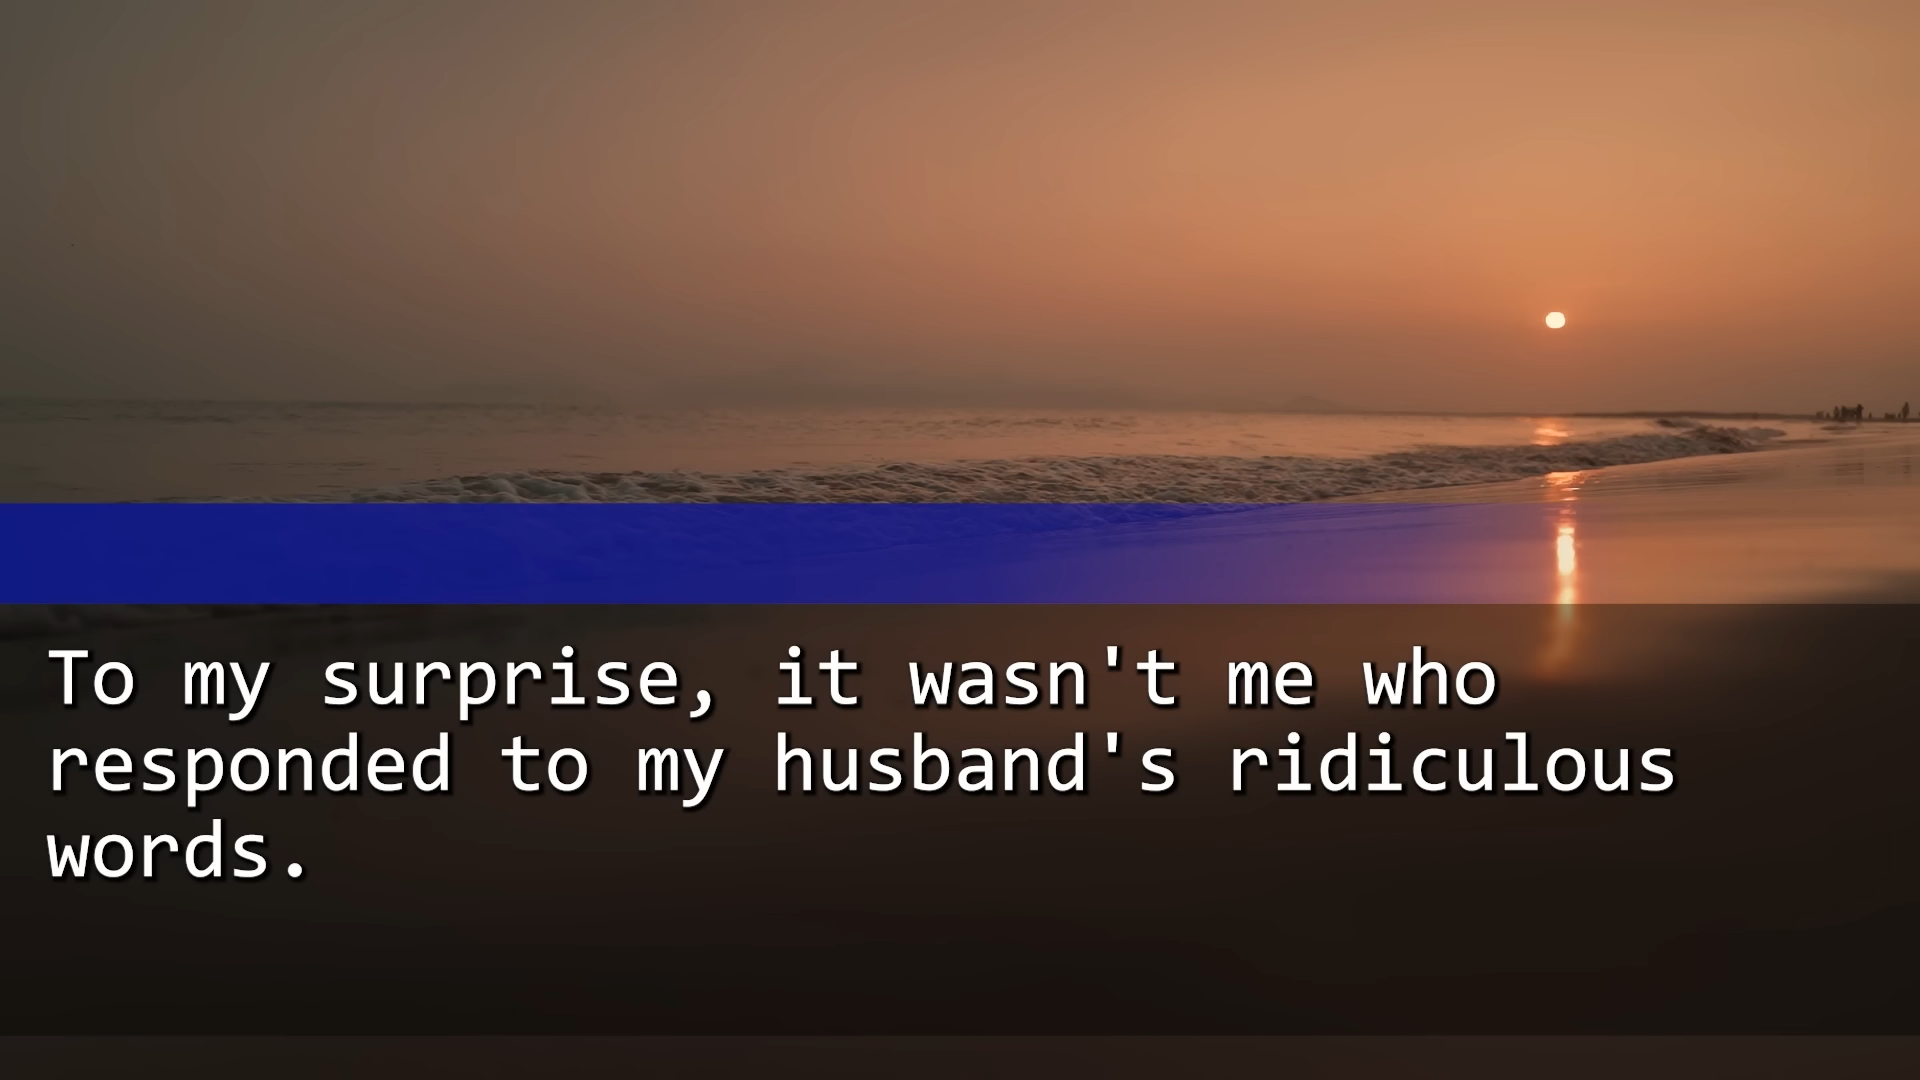 To my surprise, it wasn't me who
responded to my husband's ridiculous
words.